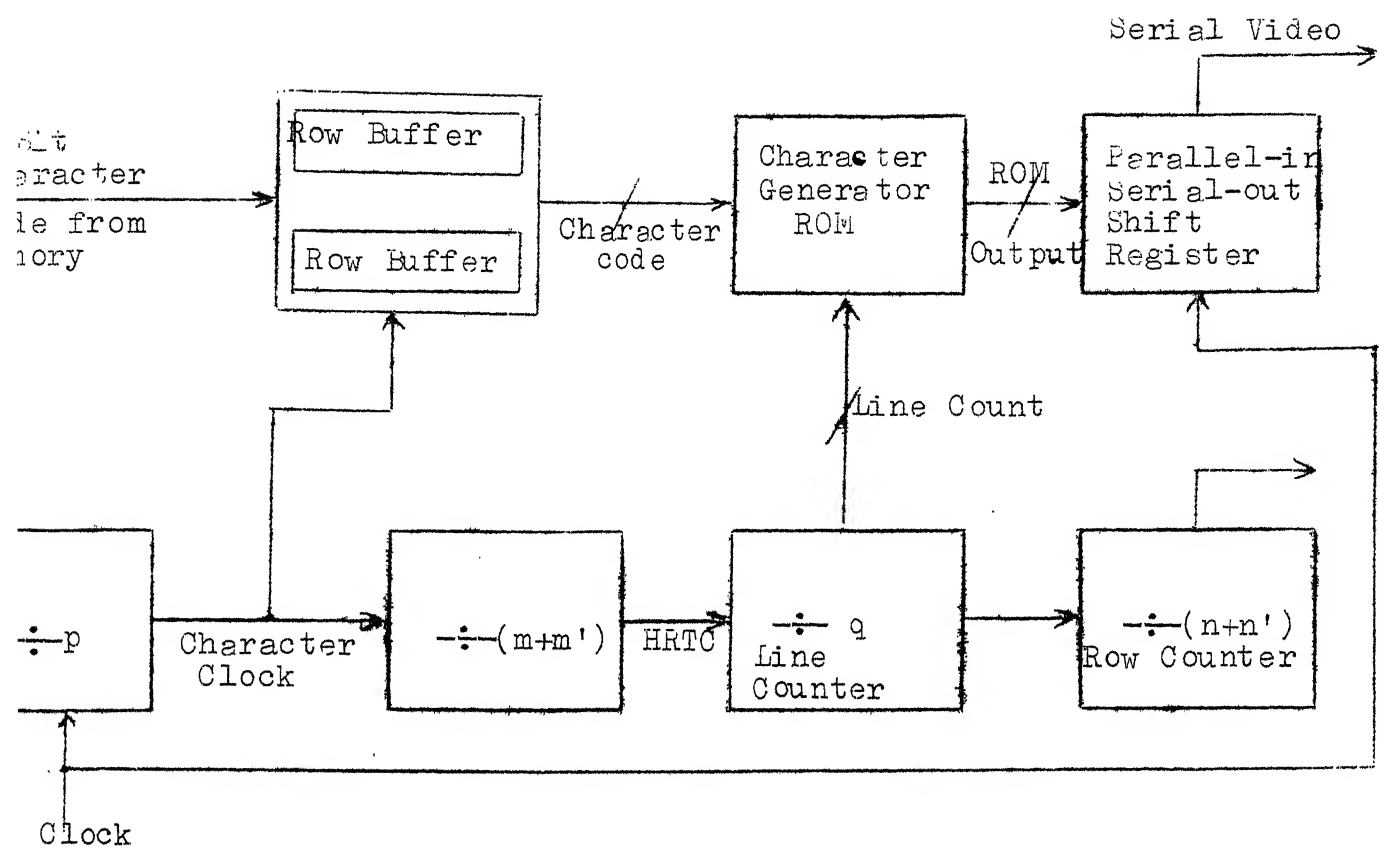 Serial Video
Row Buffer
Row Buffer
from
Character
code
Character
Generator
ROM
ROM
Output
Parallel-in
Serial-out
Shift
Register
Line Count
÷p
Character
Clock
÷(m+m')
HRTC
÷ q
Line
Counter
÷(n+n')
Row Counter
Clock